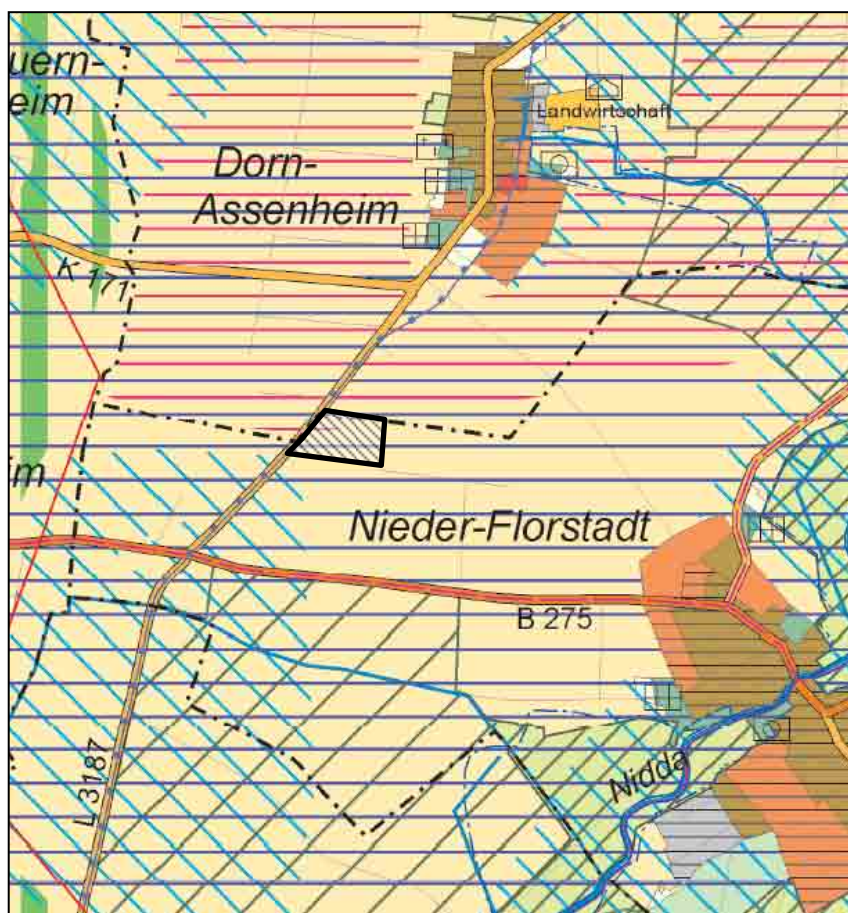 uern-
eim
Dorn-
Assenheim
Landwirtschaft
K 171
im
Nieder-Florstadt
B 275
L 3187
Nidda